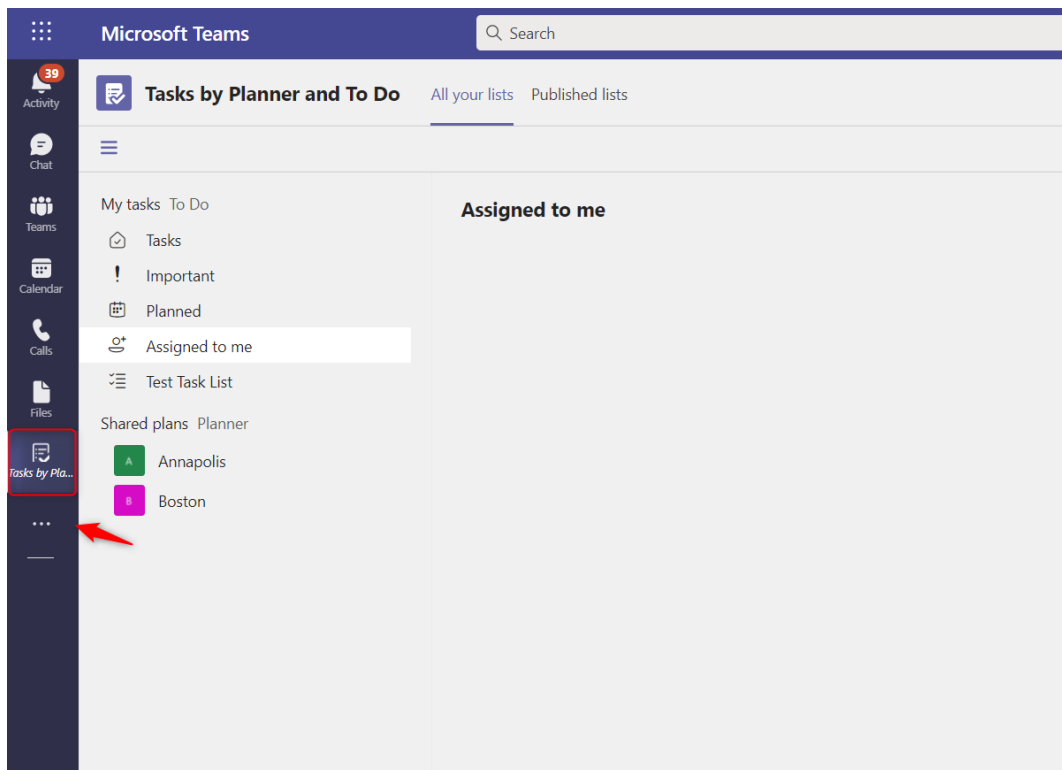 Microsoft Teams
Search
39
Activity
Chat
Teams
Calendar
Calls
Files
Tasks by Pla...
Tasks by Planner and To Do
All your lists
Published lists
My tasks To Do
Tasks
Important
Planned
Assigned to me
Test Task List
Shared plans Planner
A
Annapolis
B
Boston
Assigned to me